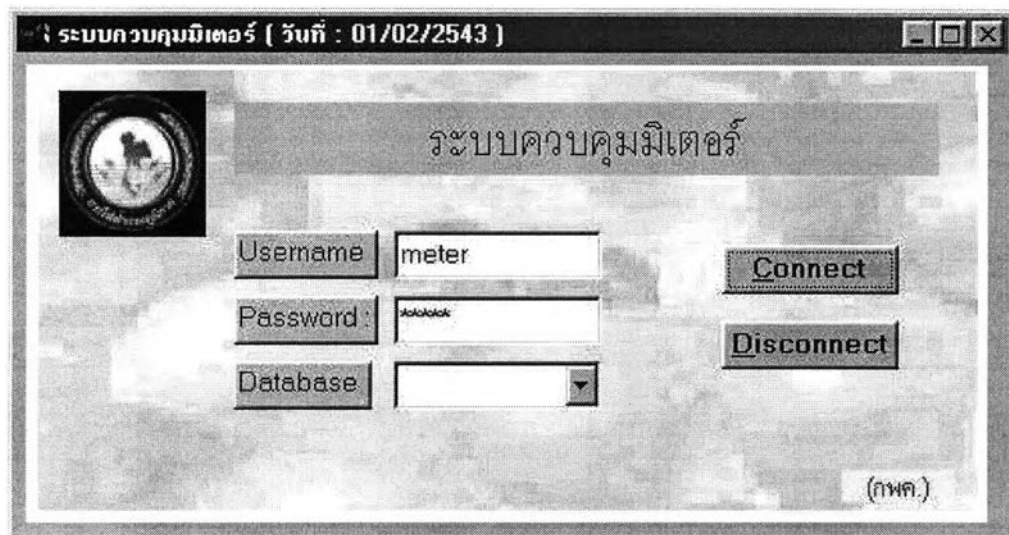 ระบบควบคุมมิเตอร์ ( วันที่ : 01/02/2543 )
ระบบควบคุมมิเตอร์
Username
meter
Connect
Password :
*****
Disconnect
Database
(กพค.)